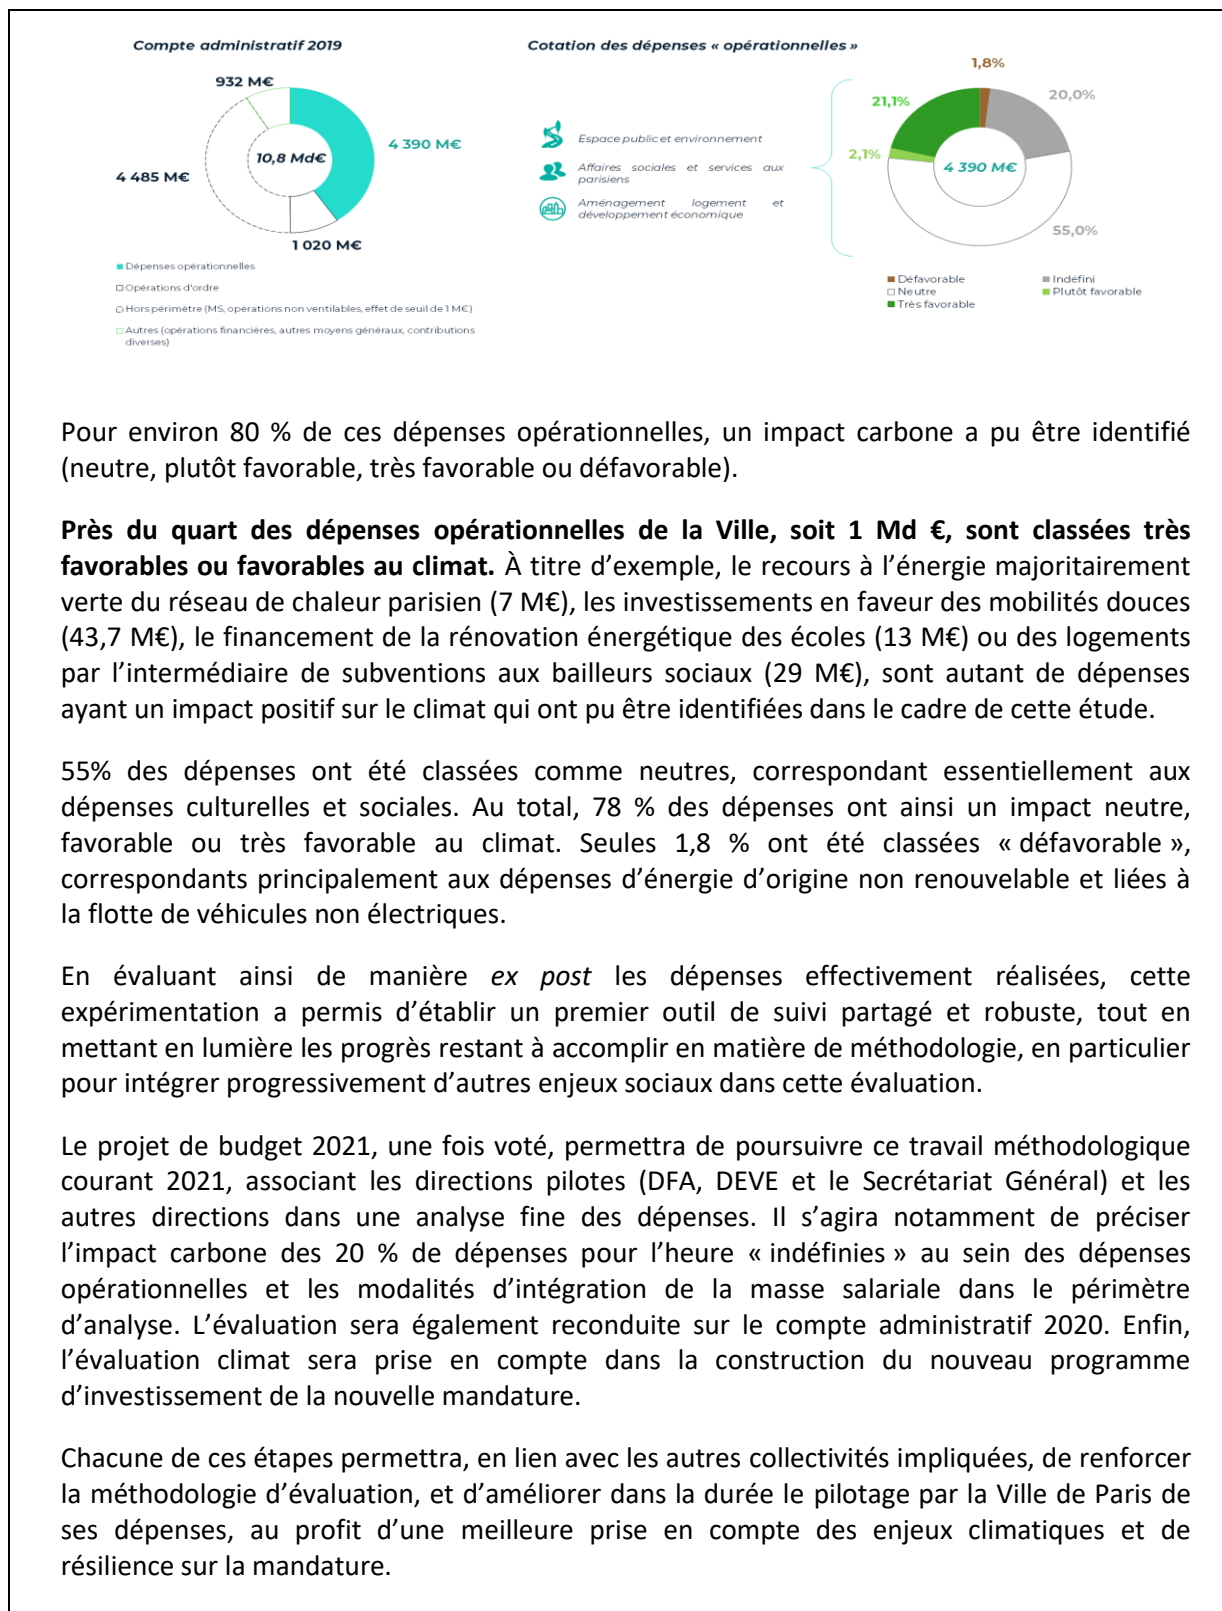 Compte administratif 2019
932 M€
4 390 M€
10,8 Md€
4 485 M€
1 020 M€
Dépenses opérationnelles
Opérations d'ordre
Hors périmètre (MS, opérations non ventilables, effet de seuil de 1 M€)
Autres (opérations financières, autres moyens généraux, contributions
diverses)
Cotation des dépenses « opérationnelles »
Espace public et environnement
Affaires sociales et services aux
parisiens
Aménagement logement et
développement économique
1,8%
20,0%
21,1%
2,1%
4 390 M€
55,0%
Défavorable
Indéfini
Neutre
Plutôt favorable
Très favorable
Pour environ 80 % de ces dépenses opérationnelles, un impact carbone a pu être identifié
(neutre, plutôt favorable, très favorable ou défavorable).
Près du quart des dépenses opérationnelles de la Ville, soit 1 Md €, sont classées très
favorables ou favorables au climat. À titre d’exemple, le recours à l’énergie majoritairement
verte du réseau de chaleur parisien (7 M€), les investissements en faveur des mobilités douces
(43,7 M€), le financement de la rénovation énergétique des écoles (13 M€) ou des logements
par l’intermédiaire de subventions aux bailleurs sociaux (29 M€), sont autant de dépenses
ayant un impact positif sur le climat qui ont pu être identifiées dans le cadre de cette étude.
55% des dépenses ont été classées comme neutres, correspondant essentiellement aux
dépenses culturelles et sociales. Au total, 78 % des dépenses ont ainsi un impact neutre,
favorable ou très favorable au climat. Seules 1,8 % ont été classées « défavorable »,
correspondants principalement aux dépenses d’énergie d’origine non renouvelable et liées à
la flotte de véhicules non électriques.
En évaluant ainsi de manière ex post les dépenses effectivement réalisées, cette
expérimentation a permis d’établir un premier outil de suivi partagé et robuste, tout en
mettant en lumière les progrès restant à accomplir en matière de méthodologie, en particulier
pour intégrer progressivement d’autres enjeux sociaux dans cette évaluation.
Le projet de budget 2021, une fois voté, permettra de poursuivre ce travail méthodologique
courant 2021, associant les directions pilotes (DFA, DEVE et le Secrétariat Général) et les
autres directions dans une analyse fine des dépenses. Il s’agira notamment de préciser
l’impact carbone des 20 % de dépenses pour l’heure « indéfinies » au sein des dépenses
opérationnelles et les modalités d’intégration de la masse salariale dans le périmètre
d’analyse. L’évaluation sera également reconduite sur le compte administratif 2020. Enfin,
l’évaluation climat sera prise en compte dans la construction du nouveau programme
d’investissement de la nouvelle mandature.
Chacune de ces étapes permettra, en lien avec les autres collectivités impliquées, de renforcer
la méthodologie d’évaluation, et d’améliorer dans la durée le pilotage par la Ville de Paris de
ses dépenses, au profit d’une meilleure prise en compte des enjeux climatiques et de
résilience sur la mandature.